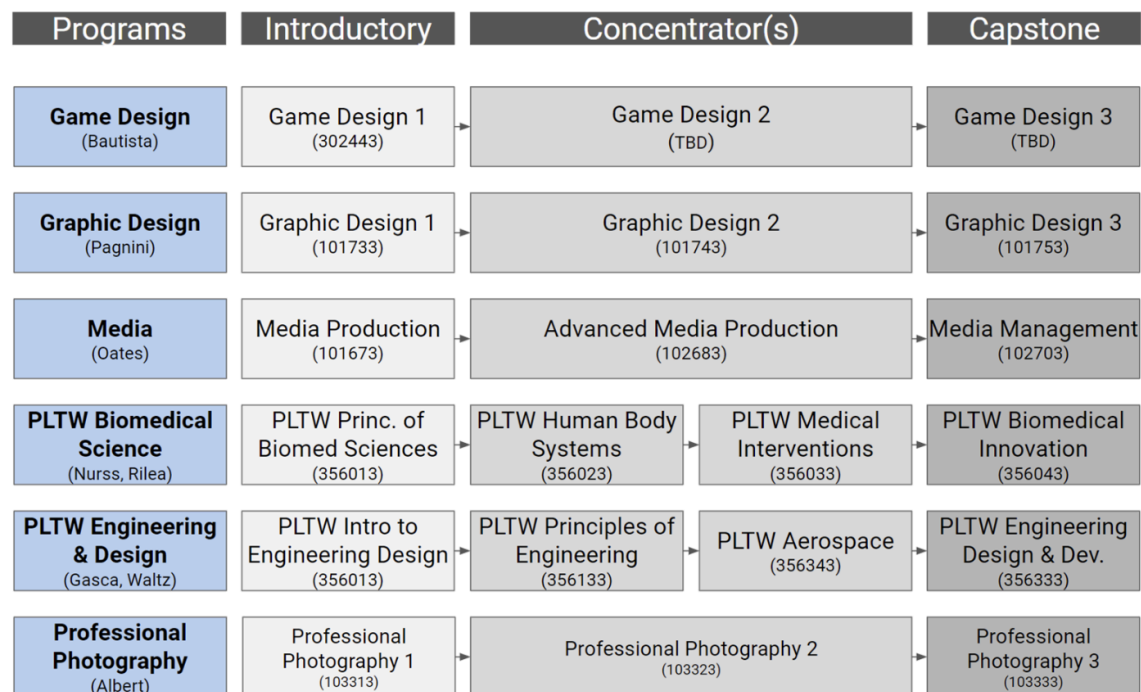 Programs Introductory Concentrator(s) Capstone
Game Design
(Bautista)
Game Design 1
(302443)
Game Design 2
(TBD)
Game Design 3
(TBD)
Graphic Design
(Pagnini)
Graphic Design 1
(101733)
Graphic Design 2
(101743)
Graphic Design 3
(101753)
Media
(Oates)
Media Production
(101673)
Advanced Media Production
(102683)
Media Management
(102703)
PLTW Biomedical
Science
(Nurss, Rilea)
PLTW Princ. of
Biomed Sciences
(356013)
PLTW Human Body
Systems
(356023)
PLTW Medical
Interventions
(356033)
PLTW Biomedical
Innovation
(356043)
PLTW Engineering
& Design
(Gasca, Waltz)
PLTW Intro to
Engineering Design
(356013)
PLTW Principles of
Engineering
(356133)
PLTW Aerospace
(356343)
PLTW Engineering
Design & Dev.
(356333)
Professional
Photography
(Albert)
Professional
Photography 1
(103313)
Professional Photography 2
(103323)
Professional
Photography 3
(103333)